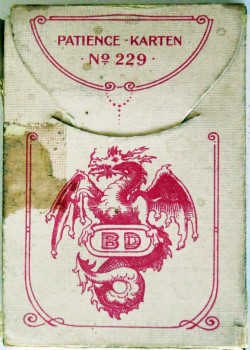 PATIENCE-KARTEN
· No 229 ·
BD